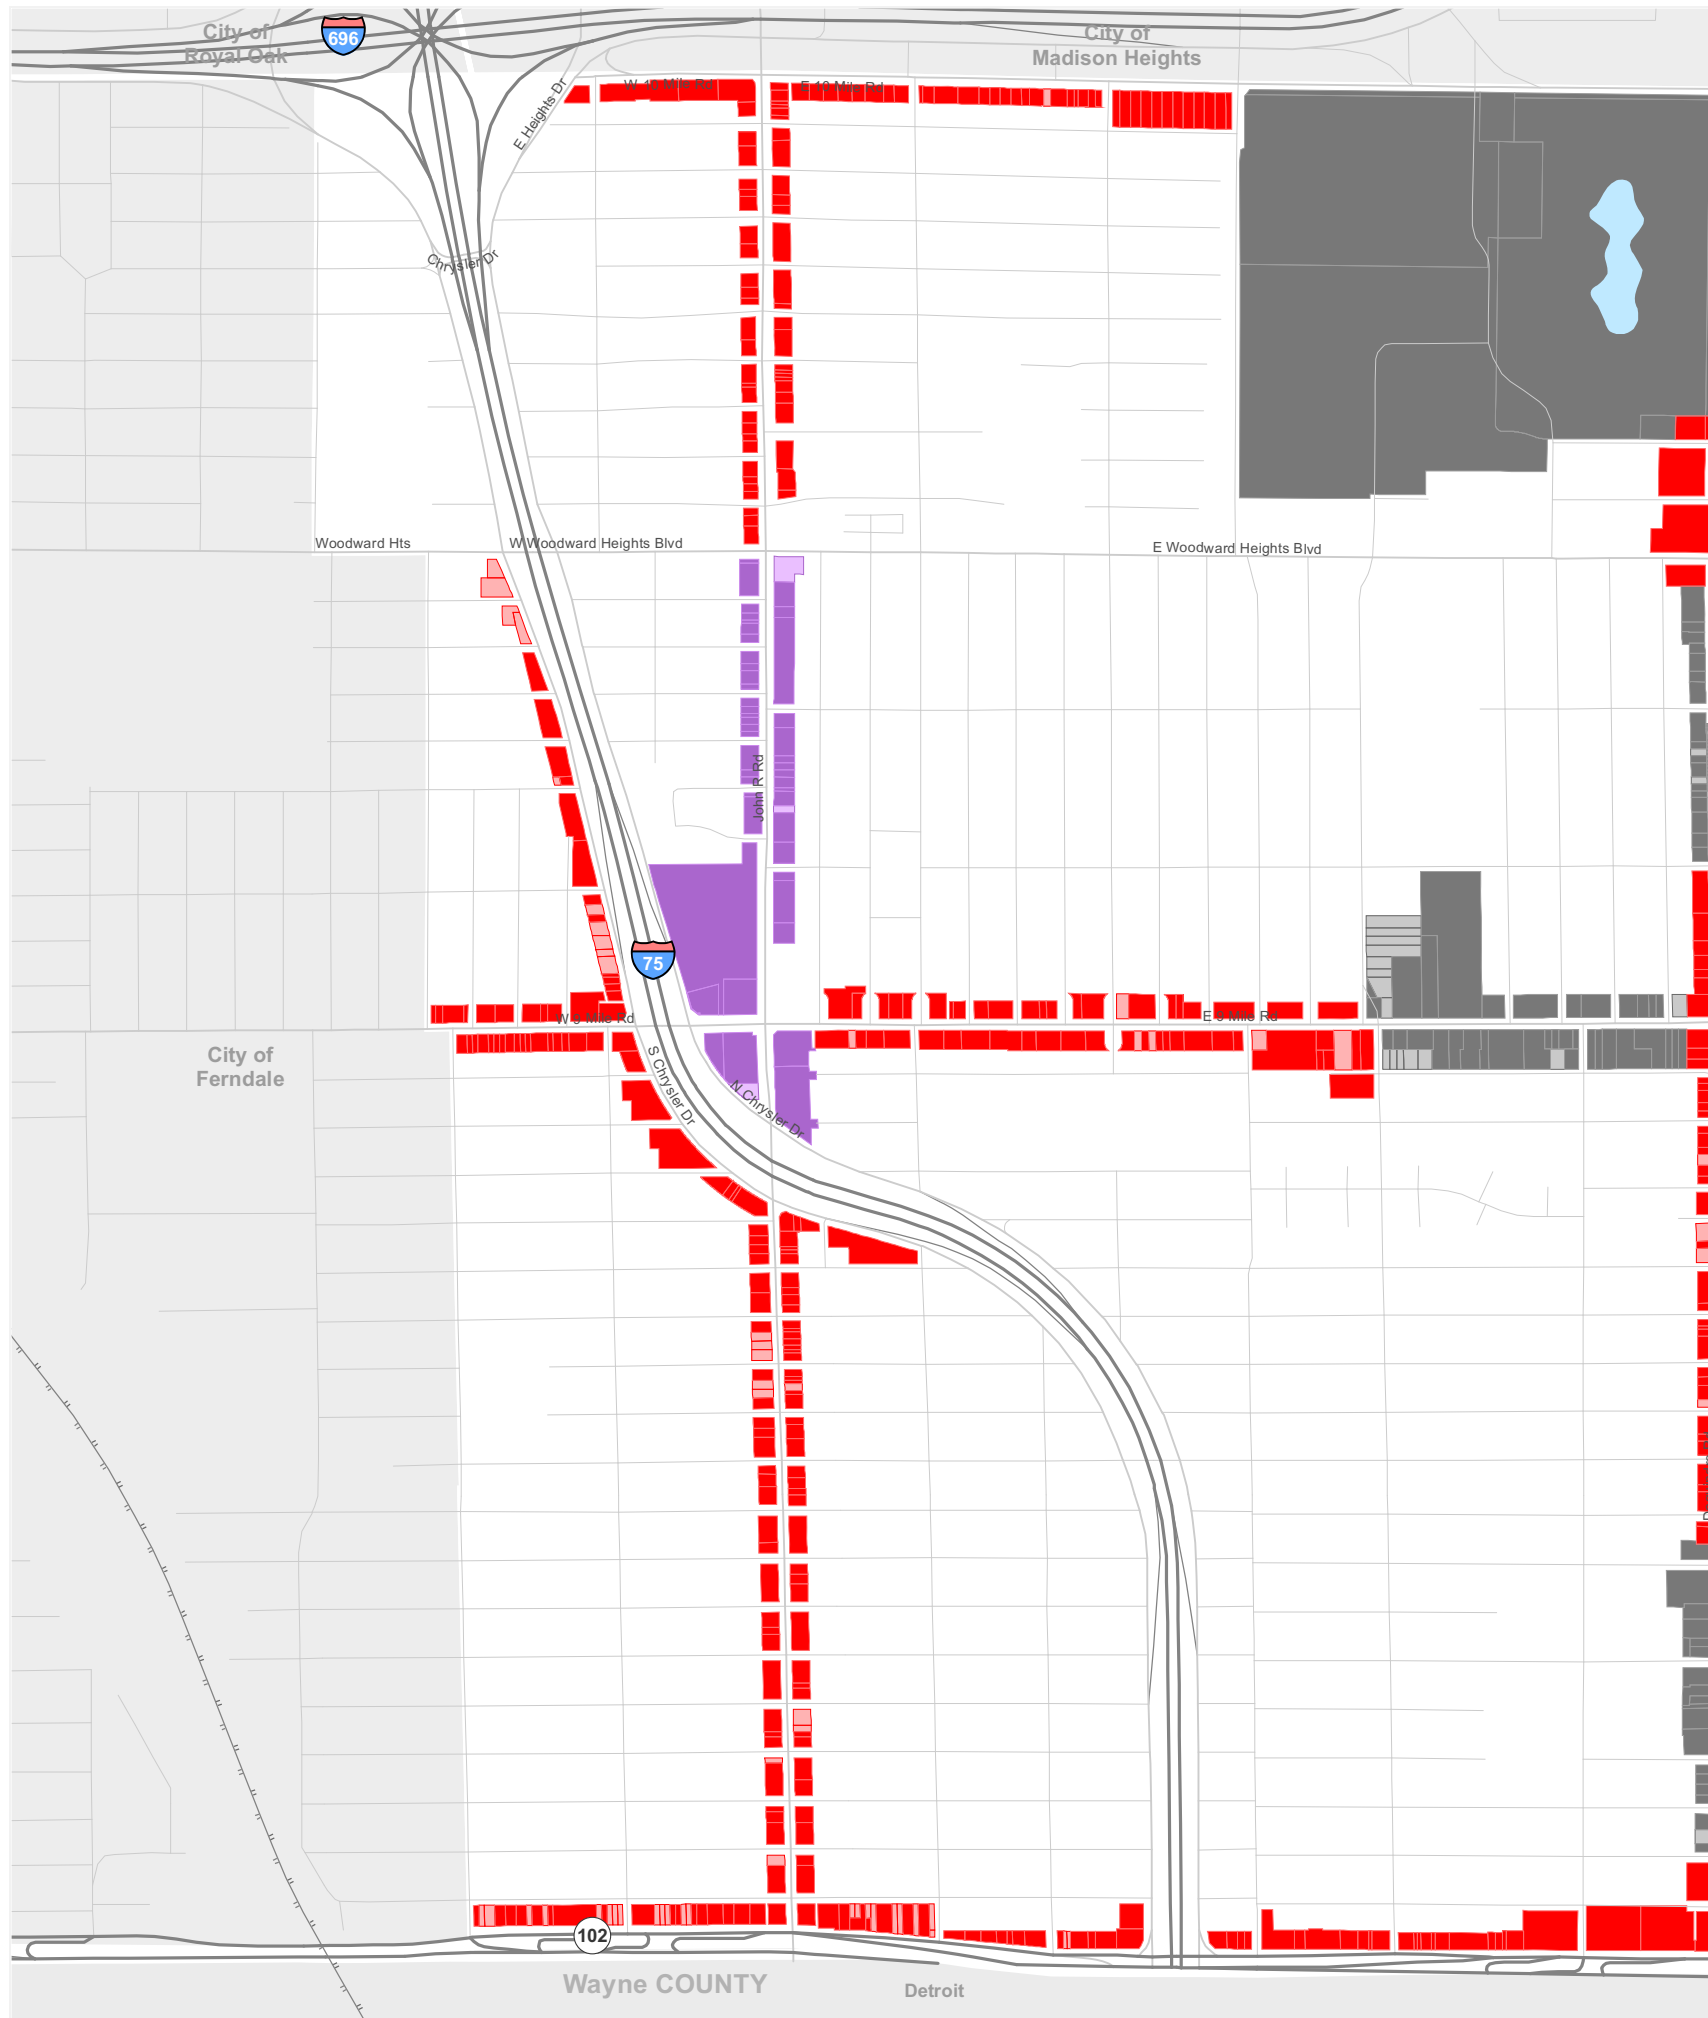 City of
Royal Oak
696
City of
Madison Heights
W 10 Mile Rd
E 10 Mile Rd
E Heights Dr
Chrysler Dr
Woodward Hts
W Woodward Heights Blvd
E Woodward Heights Blvd
John R Rd
75
W 9 Mile Rd
E 9 Mile Rd
City of
Ferndale
S Chrysler Dr
N Chrysler Dr
102
Wayne COUNTY
Detroit